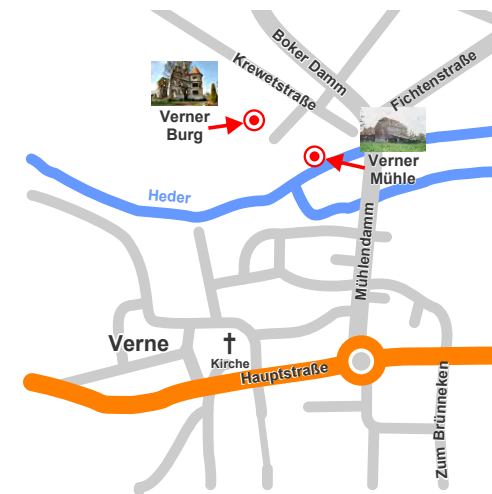 Boker Damm
Krewetstraße
Fichtenstraße
Verner
Burg
Verner
Mühle
Heder
Mühlendamm
Verne
Kirche
Hauptstraße
Zum Brünneken